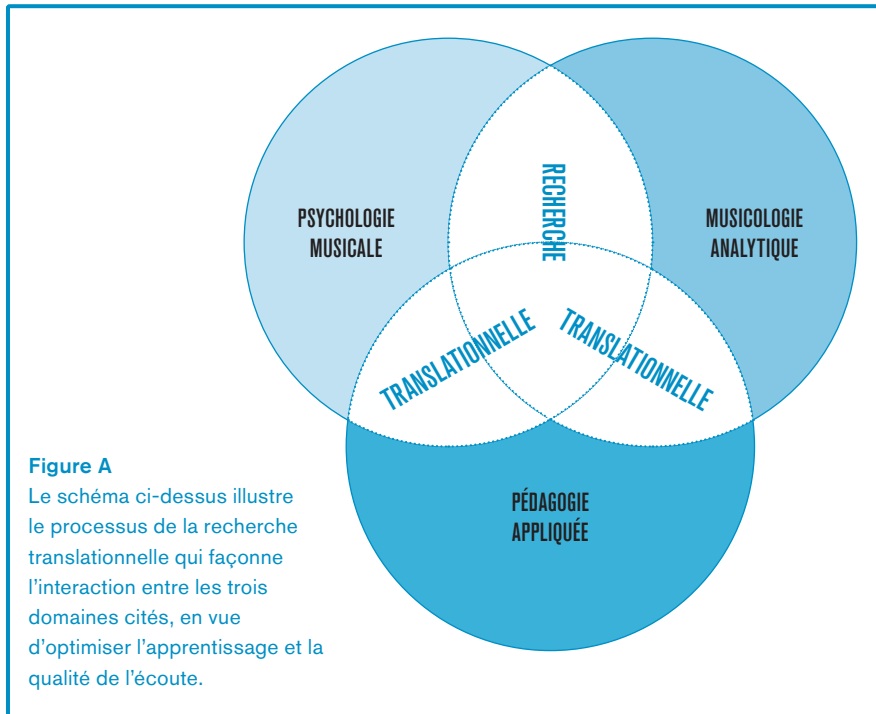 PSYCHOLOGIE
MUSICALE
RECHERCHE
MUSICOLOGIE
ANALYTIQUE
TRANSLATIONNELLE
TRANSLATIONNELLE
PÉDAGOGIE
APPLIQUÉE
Figure A
Le schéma ci-dessus illustre
le processus de la recherche
translationnelle qui façonne
l'interaction entre les trois
domaines cités, en vue
d'optimiser l'apprentissage et la
qualité de l'écoute.